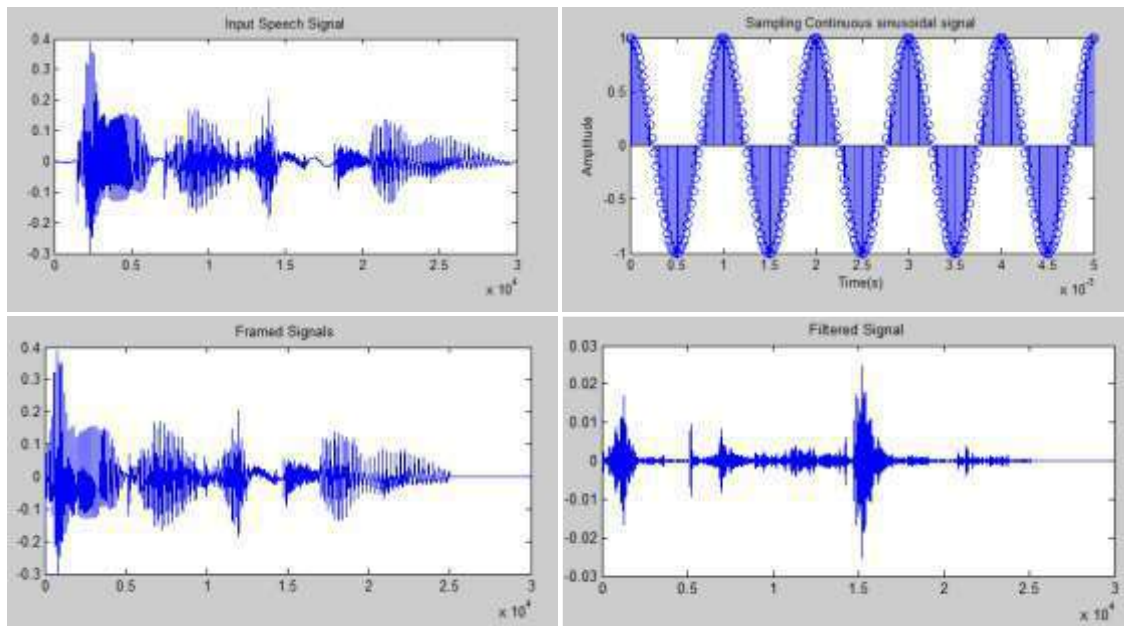 Input Speech Signal
0.4
0.3
0.2
0.1
0
-0.1
-0.2
-0.3
0 0.5 1 1.5 2 2.5 3
x 10^4
Sampling Continuous sinusoidal signal
Amplitude
1
0.5
0
-0.5
-1
0 0.5 1 1.5 2 2.5 3 3.5 4 4.5 5
Time(s)
x 10^-3
Framed Signals
0.4
0.3
0.2
0.1
0
-0.1
-0.2
-0.3
0 0.5 1 1.5 2 2.5 3
x 10^4
Filtered Signal
0.03
0.02
0.01
0
-0.01
-0.02
-0.03
0 0.5 1 1.5 2 2.5 3
x 10^4